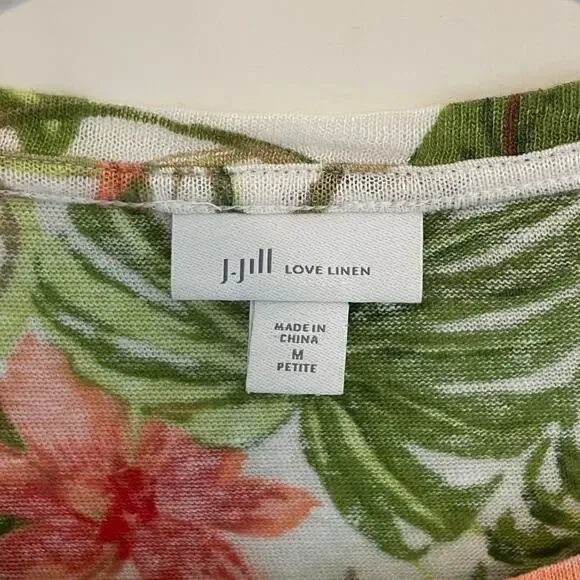 J.Jill LOVE LINEN
MADE IN
CHINA
M
PETITE